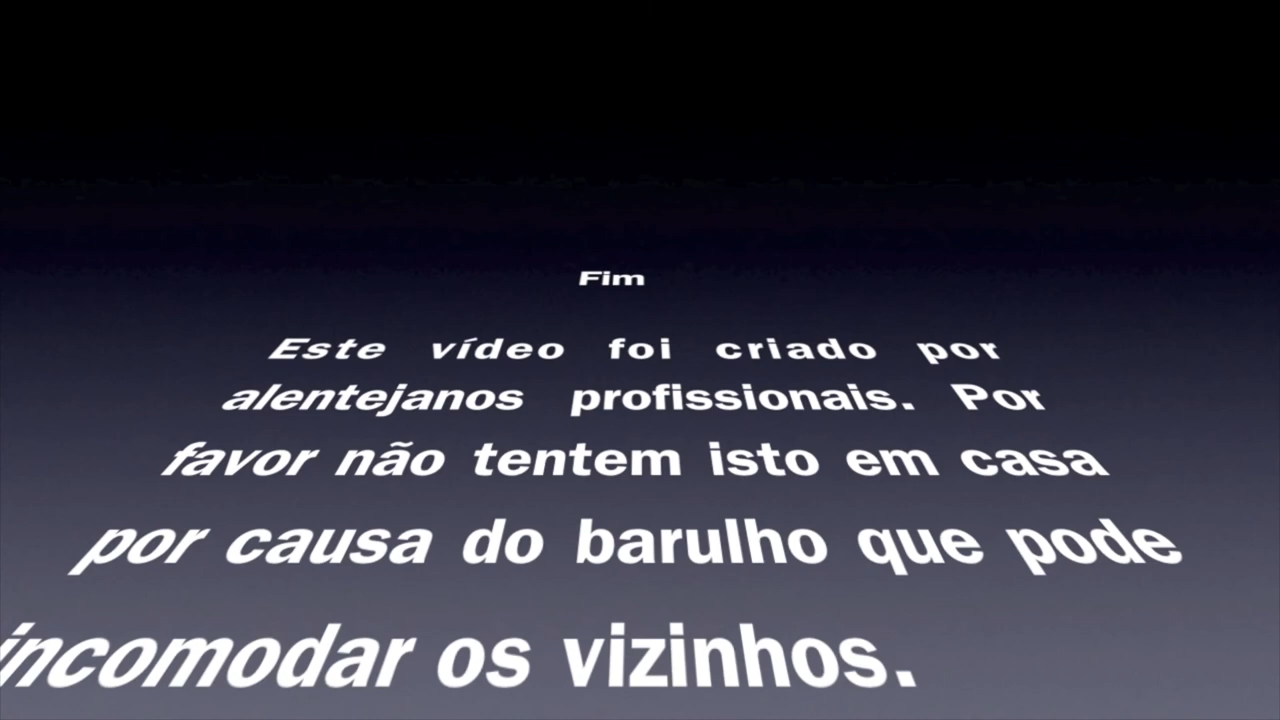 Fim
Este vídeo foi criado por
alentejanos profissionais. Por
favor não tentem isto em casa
por causa do barulho que pode
incomodar os vizinhos.